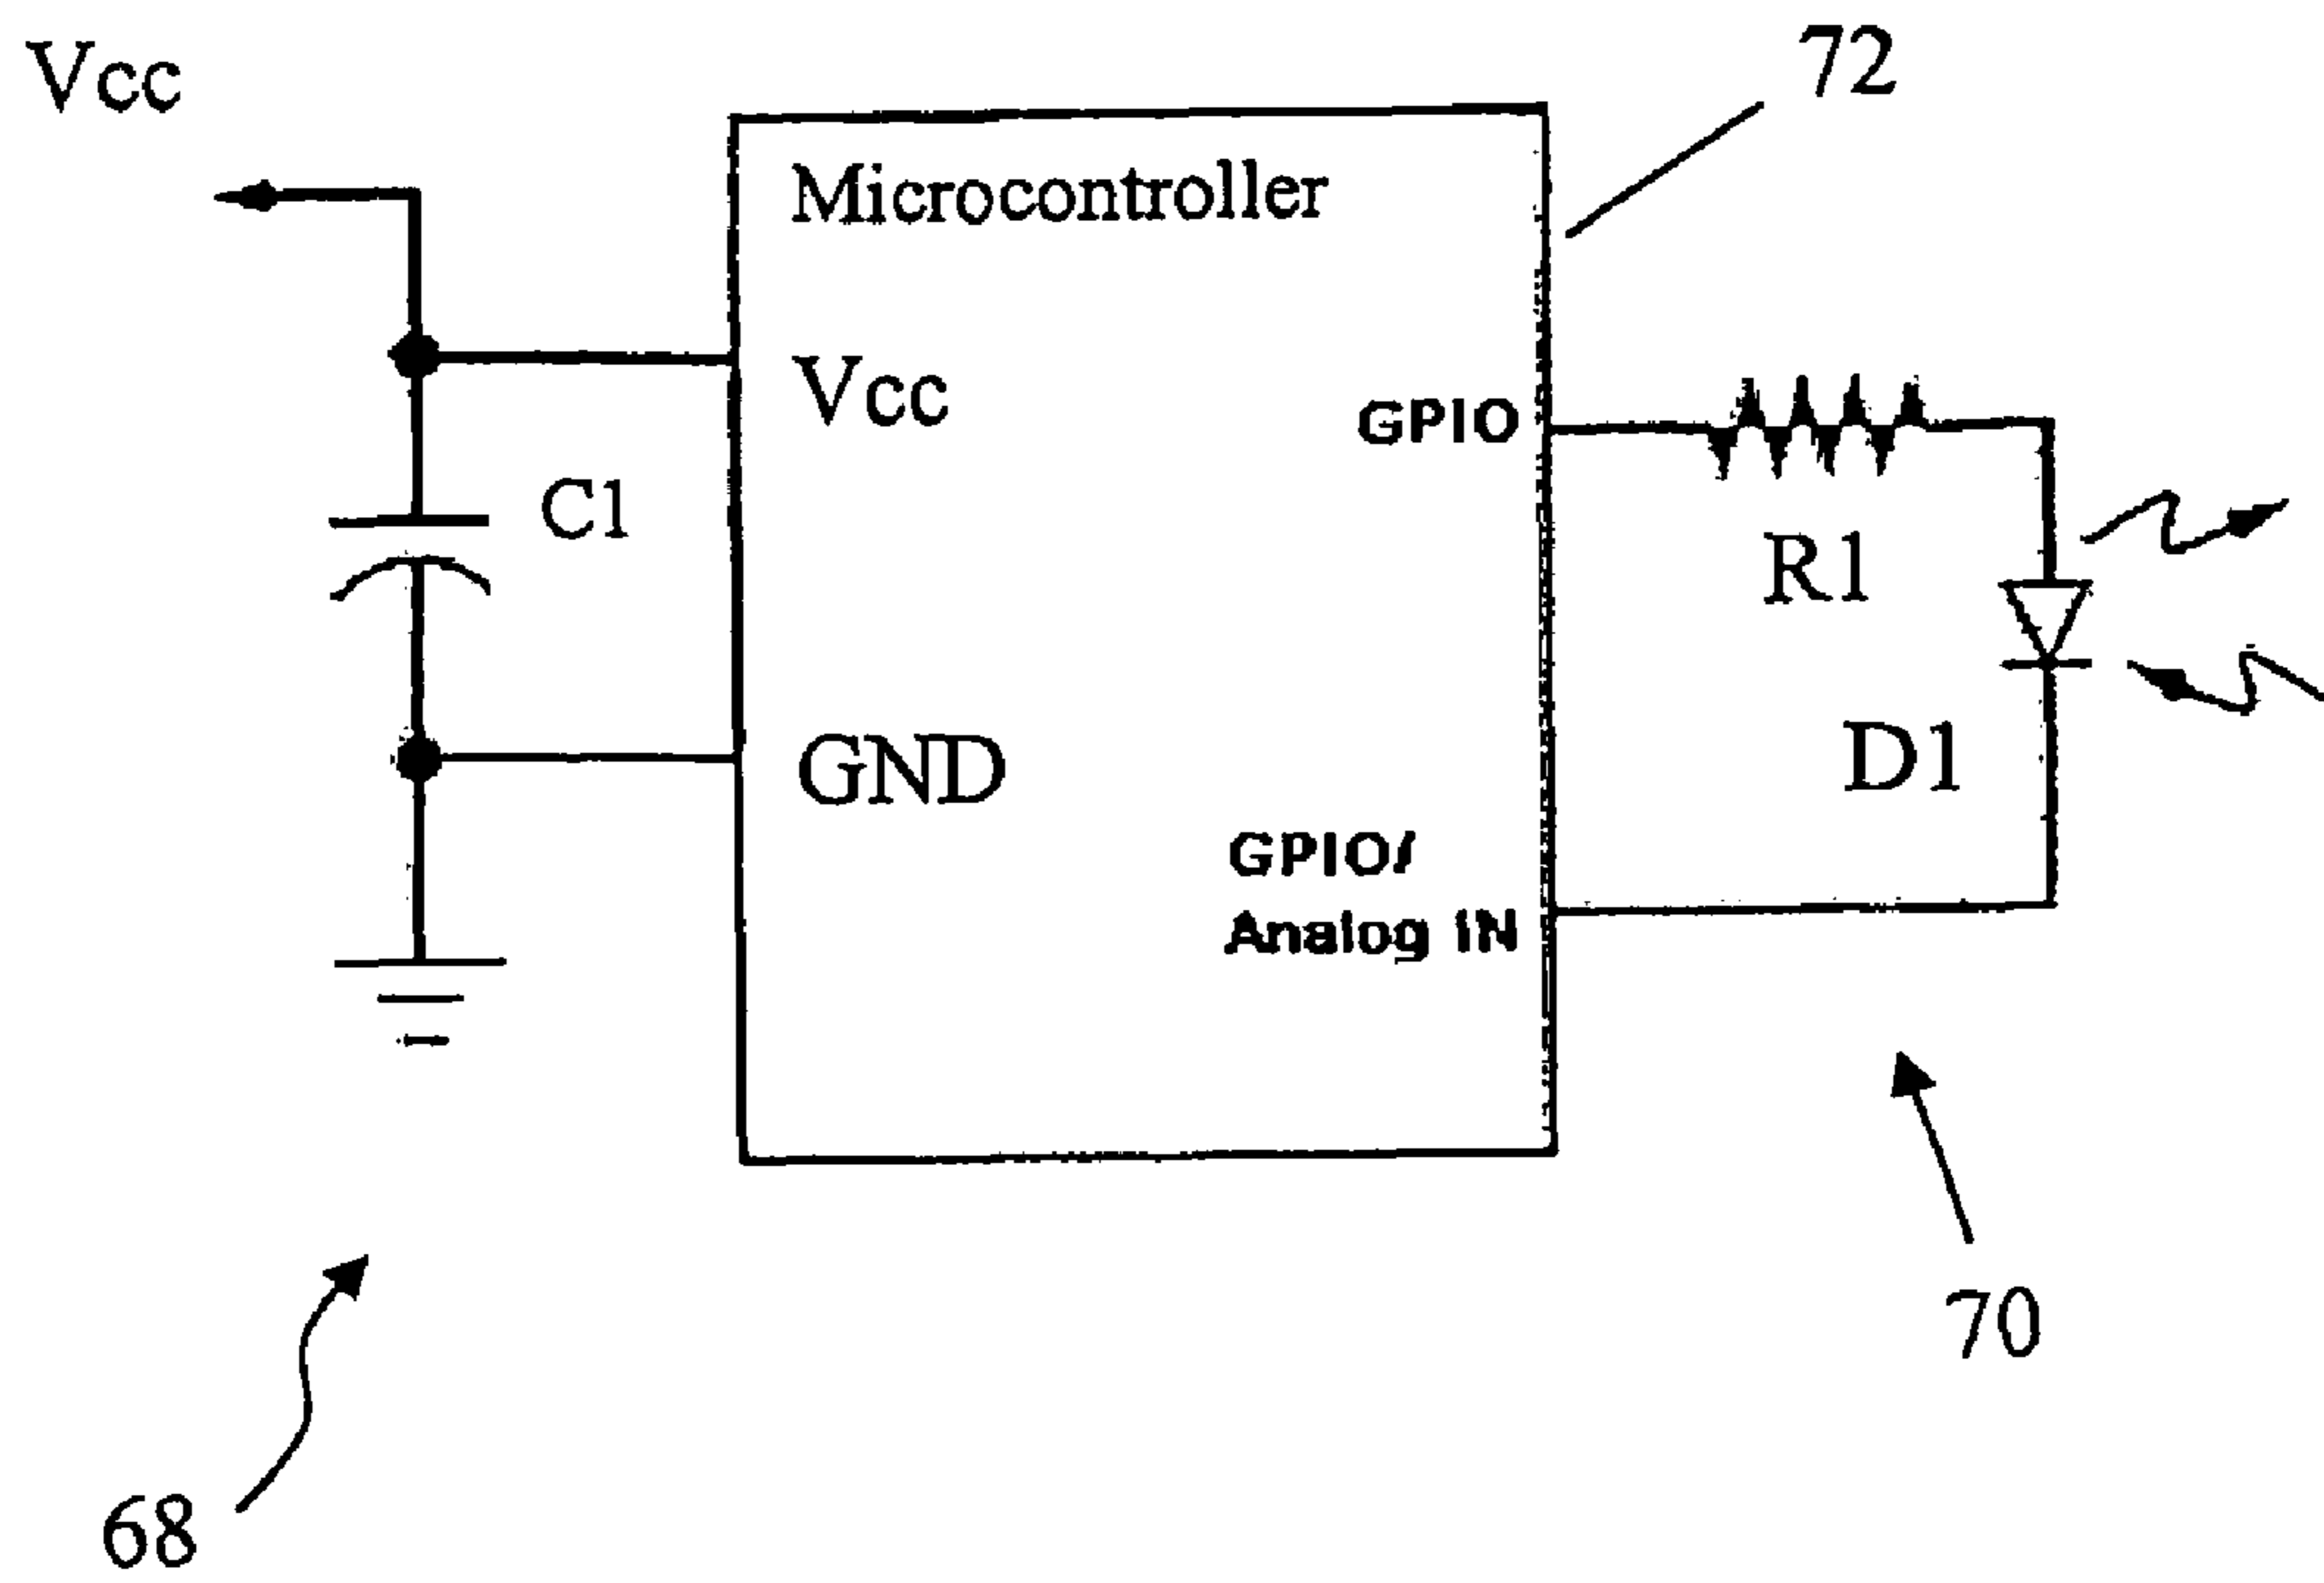 Vcc
72
Microcontroller
Vcc
GPIO
C1
R1
D1
GND
GPIO/
Analog IN
70
68